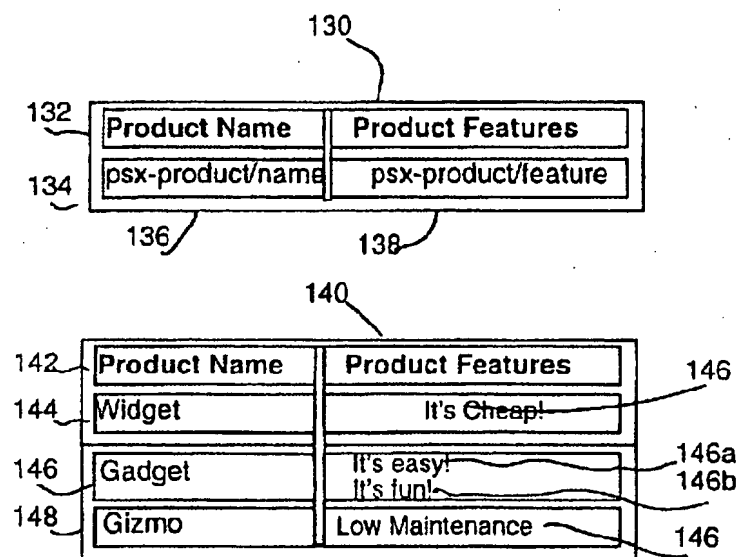 130
132 Product Name Product Features
psx-product/name psx-product/feature
134
136 138
140
142 Product Name Product Features 146
144 Widget It's Cheap!
146 Gadget It's easy! 146a
It's fun! 146b
148 Gizmo Low Maintenance 146